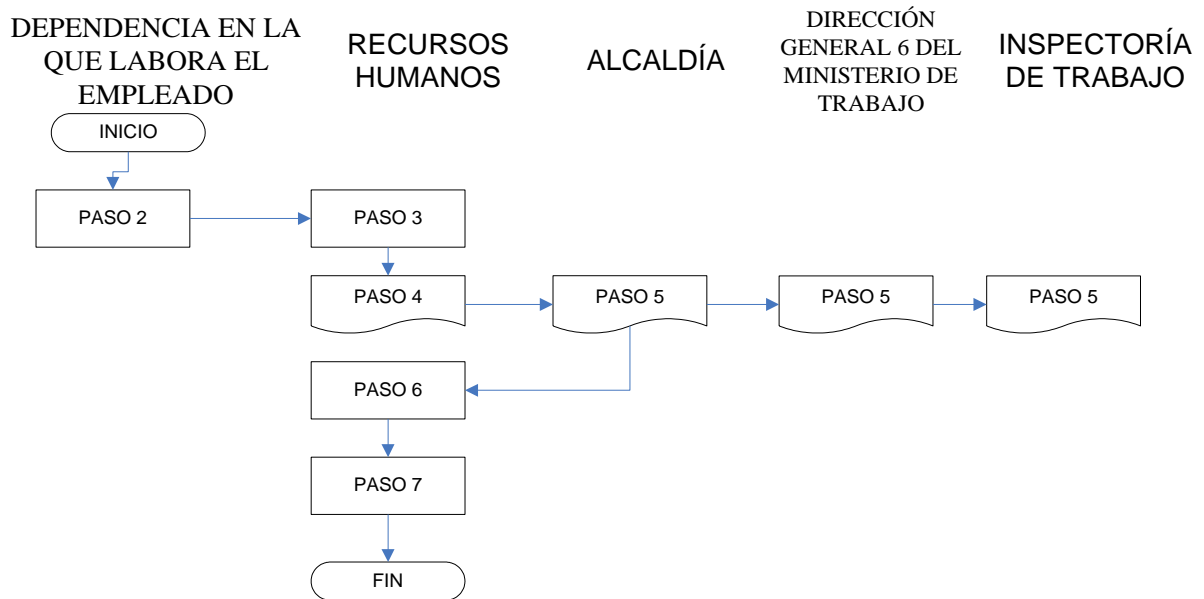 DEPENDENCIA EN LA
QUE LABORA EL
EMPLEADO
RECURSOS
HUMANOS
ALCALDÍA
DIRECCIÓN
GENERAL 6 DEL
MINISTERIO DE
TRABAJO
INSPECTORÍA
DE TRABAJO
INICIO
PASO 2
PASO 3
PASO 4
PASO 5
PASO 5
PASO 5
PASO 6
PASO 7
FIN